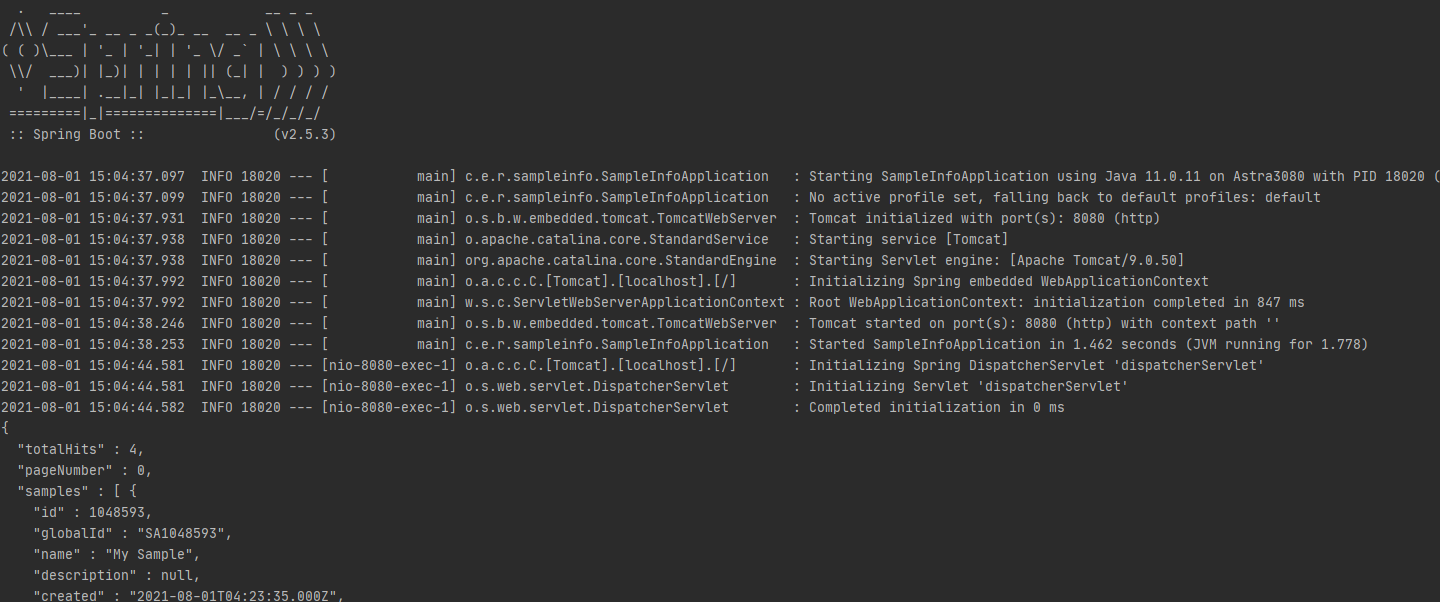 .   ____          _            __ _ _
 /\\ / ___'_ __ _ _(_)_ __  __ _ \ \ \ \
( ( )\___ | '_ | '_| | '_ \/ _` | \ \ \ \
 \\/  ___)| |_)| | | | | || (_| |  ) ) ) )
  '  |____| .__|_| |_|_| |_\__, | / / / /
 =========|_|==============|___/=/_/_/_/
 :: Spring Boot ::                (v2.5.3)

2021-08-01 15:04:37.097  INFO 18020 --- [           main] c.e.r.sampleinfo.SampleInfoApplication   : Starting SampleInfoApplication using Java 11.0.11 on Astra3080 with PID 18020 (
2021-08-01 15:04:37.099  INFO 18020 --- [           main] c.e.r.sampleinfo.SampleInfoApplication   : No active profile set, falling back to default profiles: default
2021-08-01 15:04:37.931  INFO 18020 --- [           main] o.s.b.w.embedded.tomcat.TomcatWebServer  : Tomcat initialized with port(s): 8080 (http)
2021-08-01 15:04:37.938  INFO 18020 --- [           main] o.apache.catalina.core.StandardService   : Starting service [Tomcat]
2021-08-01 15:04:37.938  INFO 18020 --- [           main] org.apache.catalina.core.StandardEngine  : Starting Servlet engine: [Apache Tomcat/9.0.50]
2021-08-01 15:04:37.992  INFO 18020 --- [           main] o.a.c.c.C.[Tomcat].[localhost].[/]       : Initializing Spring embedded WebApplicationContext
2021-08-01 15:04:37.992  INFO 18020 --- [           main] w.s.c.ServletWebServerApplicationContext : Root WebApplicationContext: initialization completed in 847 ms
2021-08-01 15:04:38.246  INFO 18020 --- [           main] o.s.b.w.embedded.tomcat.TomcatWebServer  : Tomcat started on port(s): 8080 (http) with context path ''
2021-08-01 15:04:38.253  INFO 18020 --- [           main] c.e.r.sampleinfo.SampleInfoApplication   : Started SampleInfoApplication in 1.462 seconds (JVM running for 1.778)
2021-08-01 15:04:44.581  INFO 18020 --- [nio-8080-exec-1] o.a.c.c.C.[Tomcat].[localhost].[/]       : Initializing Spring DispatcherServlet 'dispatcherServlet'
2021-08-01 15:04:44.581  INFO 18020 --- [nio-8080-exec-1] o.s.web.servlet.DispatcherServlet        : Initializing Servlet 'dispatcherServlet'
2021-08-01 15:04:44.582  INFO 18020 --- [nio-8080-exec-1] o.s.web.servlet.DispatcherServlet        : Completed initialization in 0 ms
{
  "totalHits" : 4,
  "pageNumber" : 0,
  "samples" : [ {
    "id" : 1048593,
    "globalId" : "SA1048593",
    "name" : "My Sample",
    "description" : null,
    "created" : "2021-08-01T04:23:35.000Z",